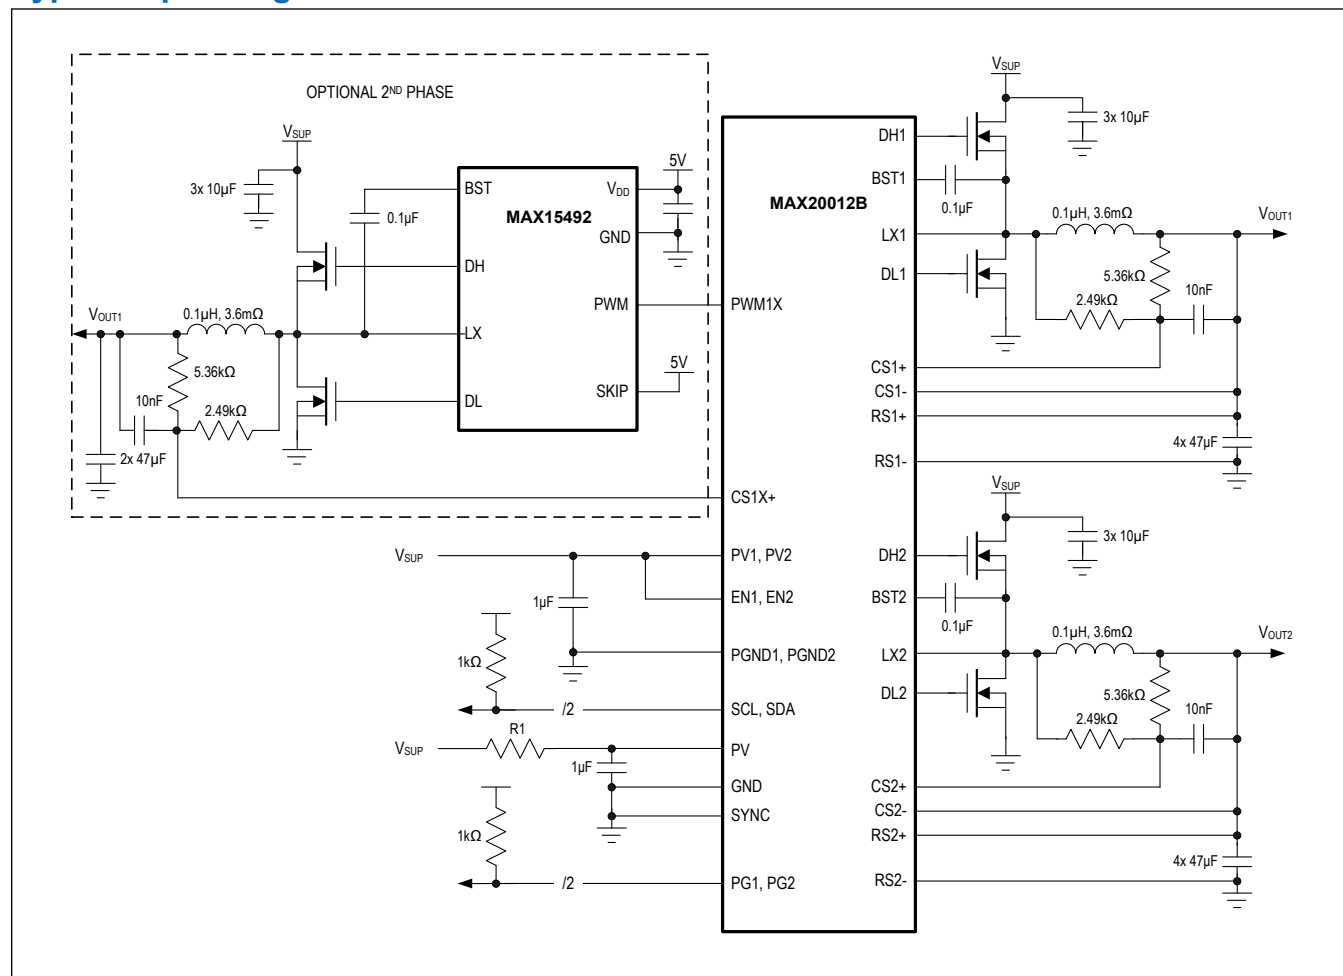 OPTIONAL 2ND PHASE
VSUP
3x 10µF
0.1µF
BST
MAX15492
VDD
5V
GND
DH
PWM
LX
SKIP
5V
DL
VOUT1
0.1µH, 3.6mΩ
5.36kΩ
10nF
2.49kΩ
2x 47µF
MAX20012B
PWM1X
CS1X+
VSUP
PV1, PV2
1µF
EN1, EN2
PGND1, PGND2
1kΩ
/2
SCL, SDA
VSUP
R1
PV
1µF
GND
SYNC
1kΩ
/2
PG1, PG2
VSUP
3x 10µF
DH1
BST1
0.1µF
LX1
0.1µH, 3.6mΩ
VOUT1
DL1
5.36kΩ
10nF
2.49kΩ
CS1+
CS1-
RS1+
4x 47µF
RS1-
VSUP
3x 10µF
DH2
BST2
0.1µF
LX2
0.1µH, 3.6mΩ
VOUT2
DL2
5.36kΩ
10nF
2.49kΩ
CS2+
CS2-
RS2+
4x 47µF
RS2-